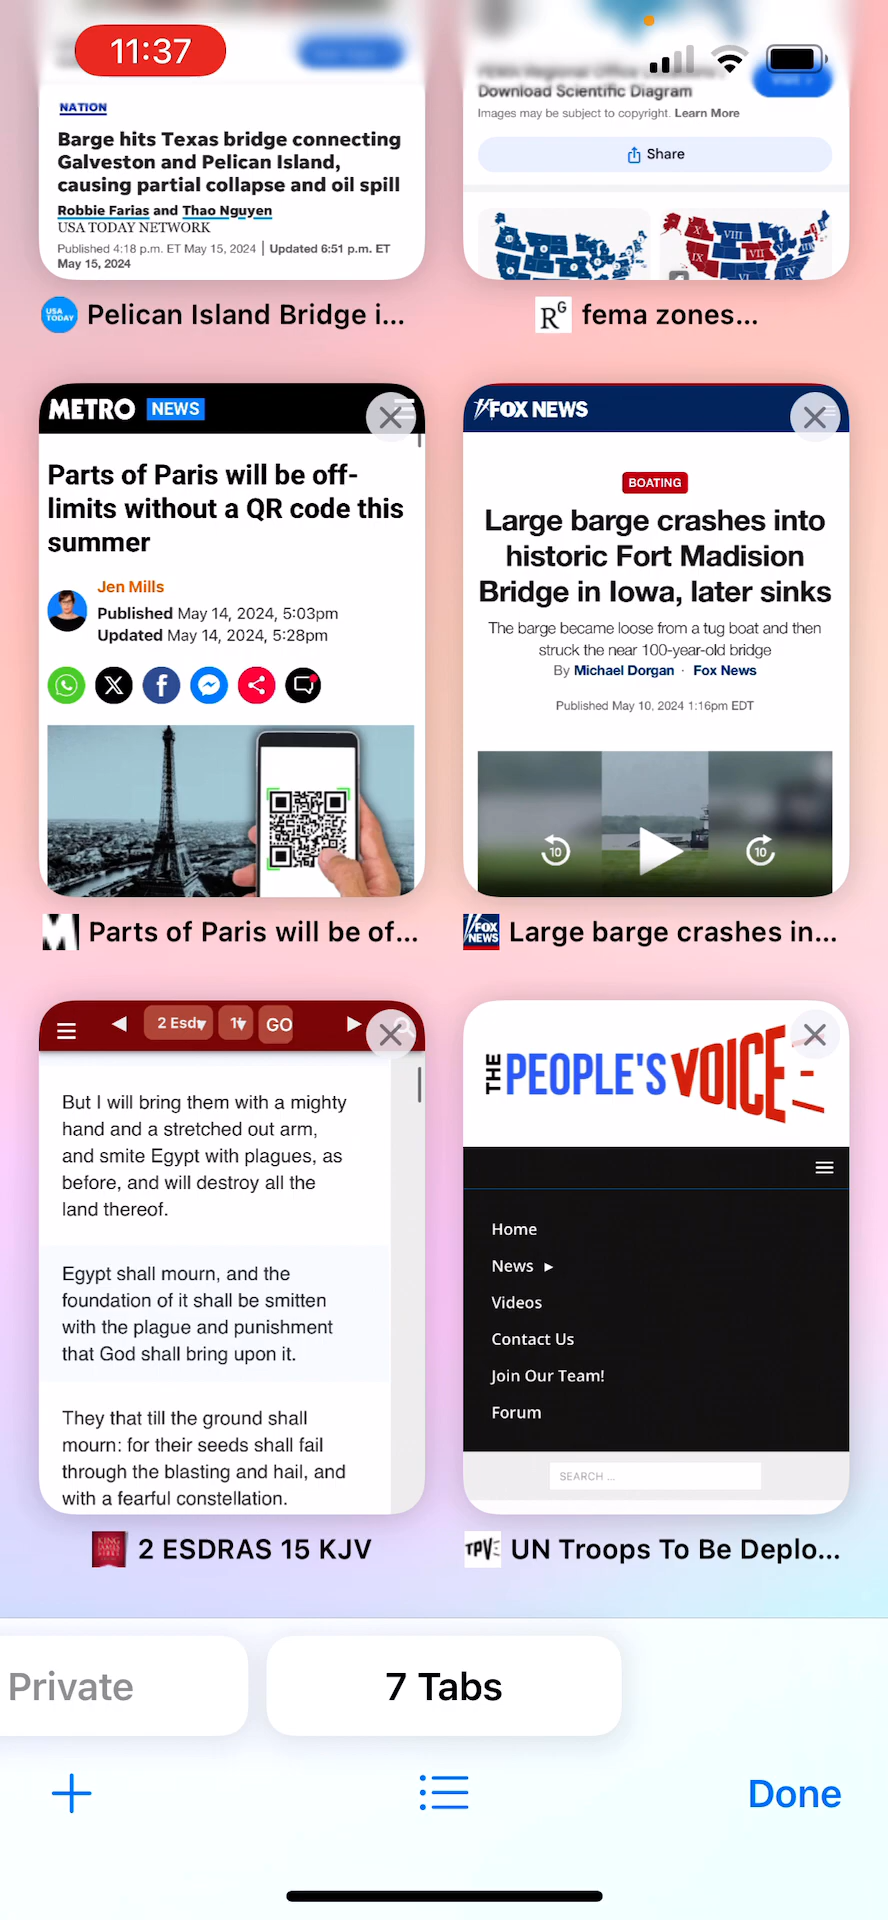 11:37
NATION
Barge hits Texas bridge connecting
Galveston and Pelican Island,
causing partial collapse and oil spill
Robbie Farias and Thao Nguyen
USA TODAY NETWORK
Published 4:18 p.m. ET May 15, 2024 | Updated 6:51 p.m. ET
May 15, 2024
USA TODAY
Pelican Island Bridge i...
Download Scientific Diagram
Images may be subject to copyright. Learn More
Share
X
VIII
IX
VII
IV
RG
fema zones...
METRO NEWS
Parts of Paris will be off-
limits without a QR code this
summer
Jen Mills
Published May 14, 2024, 5:03pm
Updated May 14, 2024, 5:28pm
M
Parts of Paris will be of...
FOX NEWS
BOATING
Large barge crashes into
historic Fort Madision
Bridge in Iowa, later sinks
The barge became loose from a tug boat and then
struck the near 100-year-old bridge
By Michael Dorgan · Fox News
Published May 10, 2024 1:16pm EDT
10
10
FOX NEWS
Large barge crashes in...
2 Esd
GO
But I will bring them with a mighty
hand and a stretched out arm,
and smite Egypt with plagues, as
before, and will destroy all the
land thereof.
Egypt shall mourn, and the
foundation of it shall be smitten
with the plague and punishment
that God shall bring upon it.
They that till the ground shall
mourn: for their seeds shall fail
through the blasting and hail, and
with a fearful constellation.
2 ESDRAS 15 KJV
THE PEOPLE'S VOICE
Home
News
Videos
Contact Us
Join Our Team!
Forum
SEARCH ...
TPV
UN Troops To Be Deplo...
Private
7 Tabs
Done